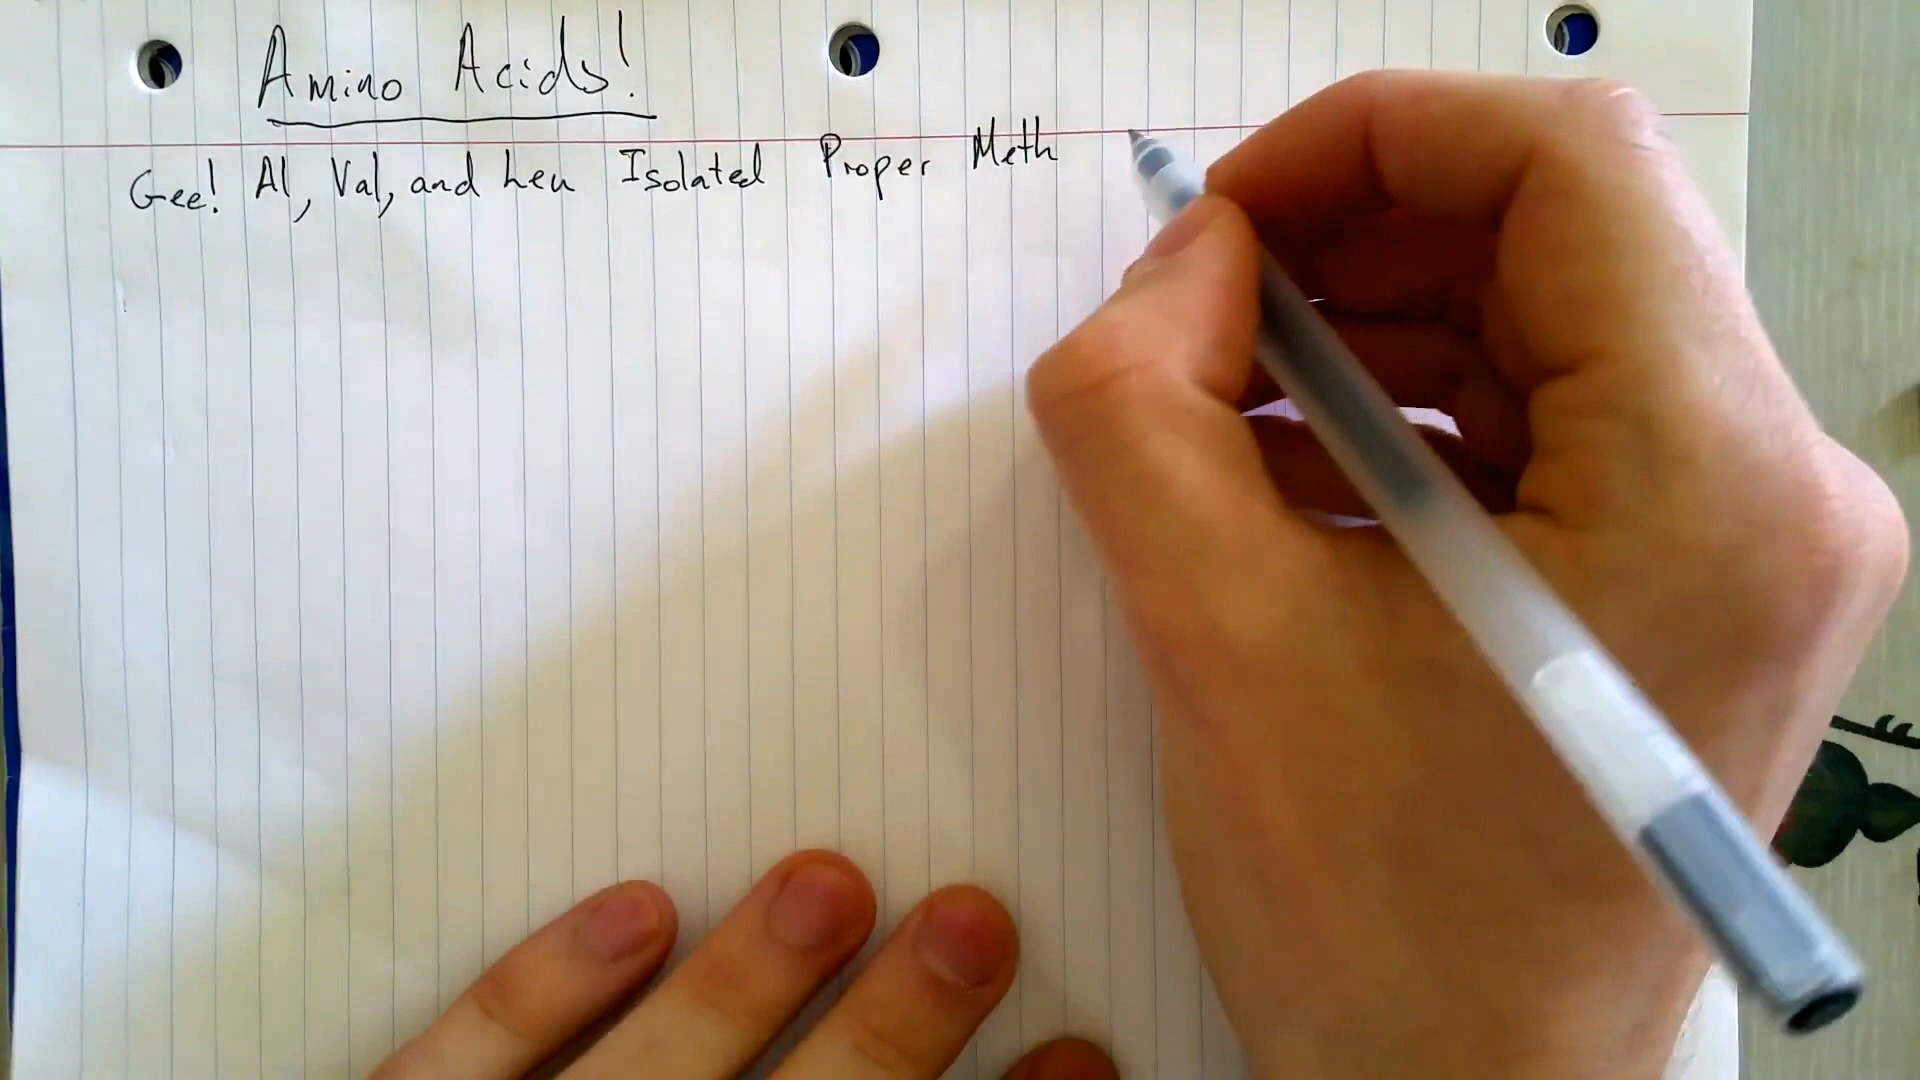 Amino Acids!
Gee! Al, Val, and Leu Isolated Proper Meth